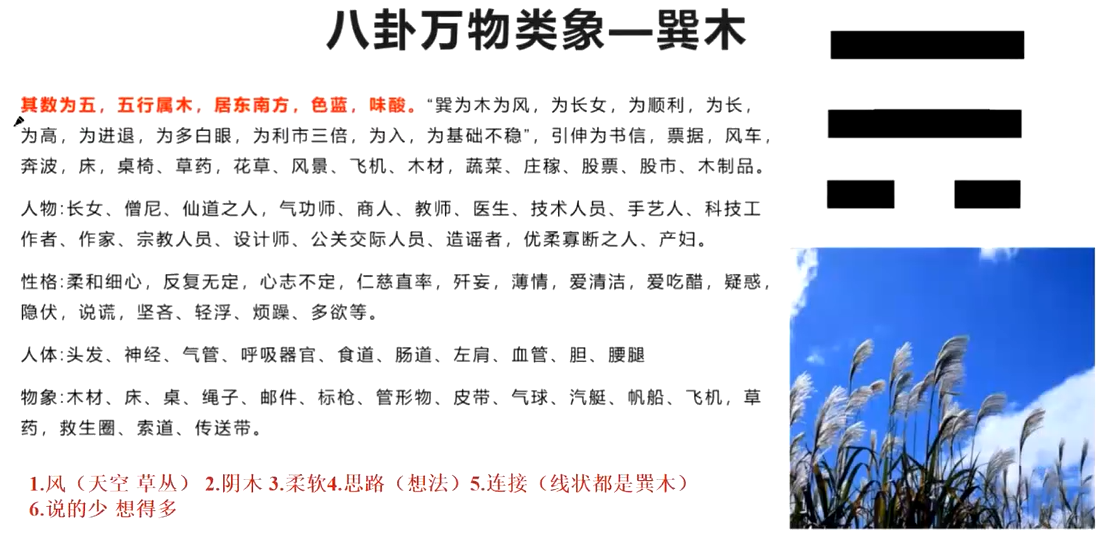 八卦万物类象—巽木
其数为五，五行属木，居东南方，色蓝，味酸。“巽为木为风，为长女，为顺利，为长，
为高，为进退，为多白眼，为利市三倍，为入，为基础不稳”，引伸为书信，票据，风车，
奔波，床，桌椅、草药，花草、风景、飞机、木材，蔬菜、庄稼、股票、股市、木制品。
人物:长女、僧尼、仙道之人，气功师、商人、教师、医生、技术人员、手艺人、科技工
作者、作家、宗教人员、设计师、公关交际人员、造谣者，优柔寡断之人、产妇。
性格:柔和细心，反复无定，心志不定，仁慈直率，歼妄，薄情，爱清洁，爱吃醋，疑惑，
隐伏，说谎，坚吝、轻浮、烦躁、多欲等。
人体:头发、神经、气管、呼吸器官、食道、肠道、左肩、血管、胆、腰腿
物象:木材、床、桌、绳子、邮件、标枪、管形物、皮带、气球、汽艇、帆船、飞机，草
药，救生圈、索道、传送带。
1.风（天空 草丛） 2.阴木 3.柔软4.思路（想法）5.连接（线状都是巽木）
6.说的少 想得多